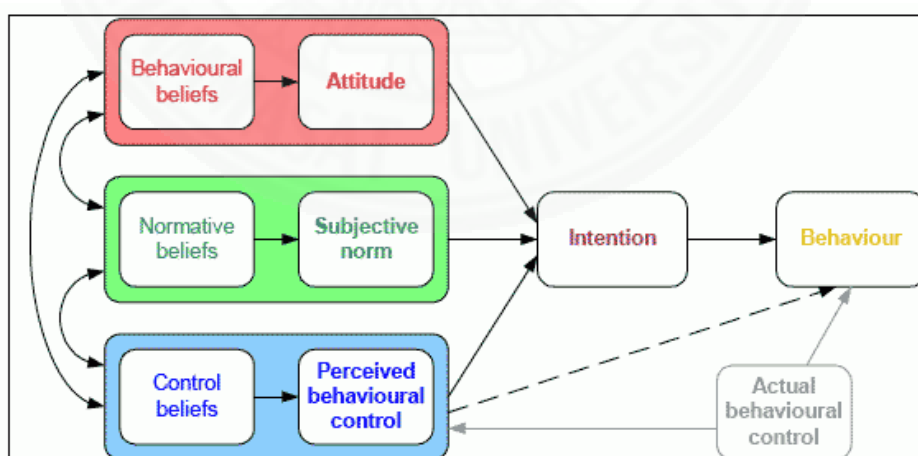 Behavioural
beliefs
Attitude
Normative
beliefs
Subjective
norm
Intention
Behaviour
Control
beliefs
Perceived
behavioural
control
Actual
behavioural
control